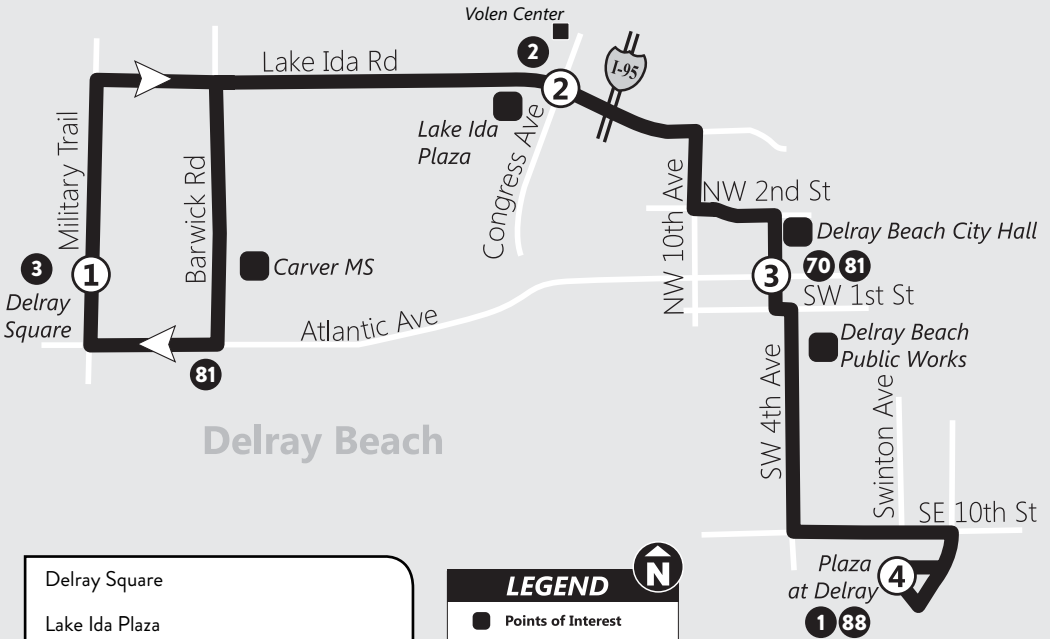 Volen Center
2
I-95
Lake Ida Rd
2
Lake Ida
Plaza
Congress Ave
Military Trail
Barwick Rd
NW 10th Ave
NW 2nd St
Delray Beach City Hall
70 81
3
SW 1st St
3
1
Delray
Square
Carver MS
Atlantic Ave
Delray Beach
Public Works
81
SW 4th Ave
Swinton Ave
Delray Beach
SE 10th St
Plaza
at Delray
4
1 88
Delray Square
Lake Ida Plaza
LEGEND
N
Points of Interest